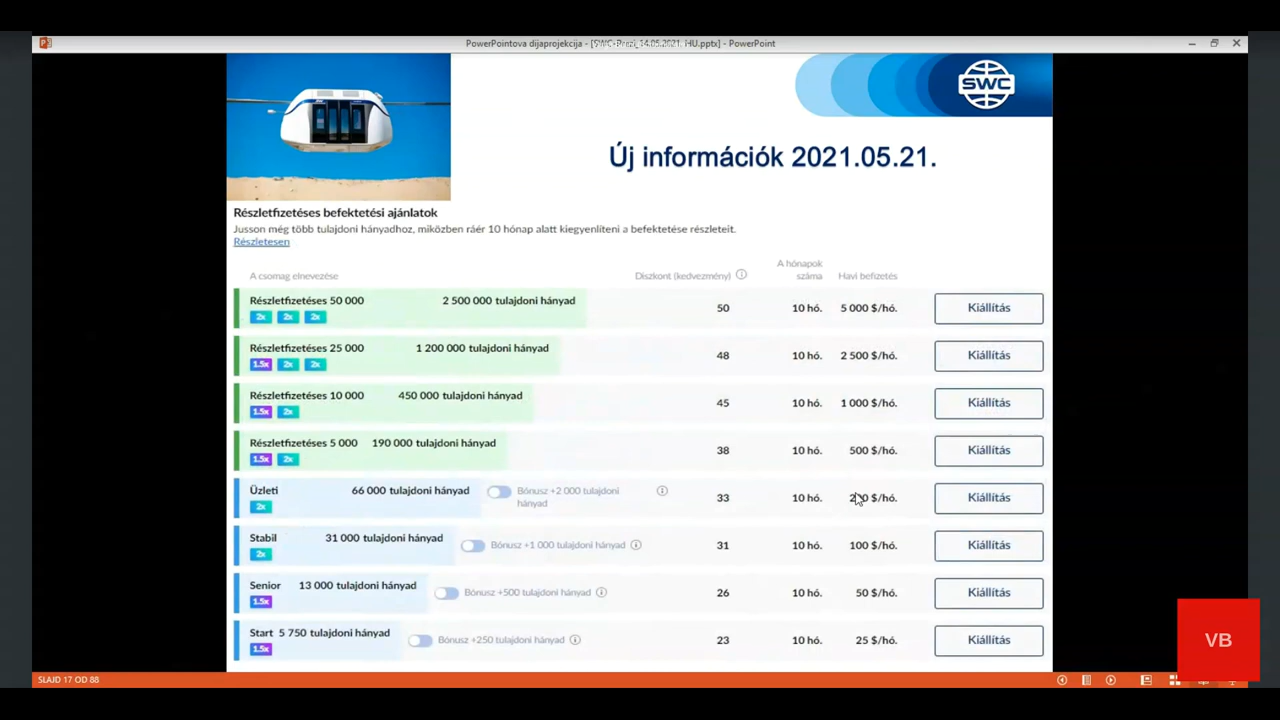 PowerPointova dijaprojekcija - [SWC-Brezi_14.05.2021._HU.pptx] - PowerPoint
SWC
Új információk 2021.05.21.
Részletfizetéses befektetési ajánlatok
Jusson még több tulajdoni hányadhoz, miközben ráér 10 hónap alatt kiegyenlíteni a befektetése részleteit.
Részletesen
A csomag elnevezése Diszkont (kedvezmény) A hónapok száma Havi befizetés
Részletfizetéses 50 000 2 500 000 tulajdoni hányad 50 10 hó. 5 000 $/hó. Kiállítás
2x 2x 2x
Részletfizetéses 25 000 1 200 000 tulajdoni hányad 48 10 hó. 2 500 $/hó. Kiállítás
1.5x 2x 2x
Részletfizetéses 10 000 450 000 tulajdoni hányad 45 10 hó. 1 000 $/hó. Kiállítás
1.5x 2x
Részletfizetéses 5 000 190 000 tulajdoni hányad 38 10 hó. 500 $/hó. Kiállítás
1.5x 2x
Üzleti 66 000 tulajdoni hányad Bónusz +2 000 tulajdoni hányad 33 10 hó. $/hó. Kiállítás
2x
Stabil 31 000 tulajdoni hányad Bónusz +1 000 tulajdoni hányad 31 10 hó. 100 $/hó. Kiállítás
2x
Senior 13 000 tulajdoni hányad Bónusz +500 tulajdoni hányad 26 10 hó. 50 $/hó. Kiállítás
1.5x
Start 5 750 tulajdoni hányad Bónusz +250 tulajdoni hányad 23 10 hó. 25 $/hó. Kiállítás
1.5x
VB
SLAJD 17 OD 88